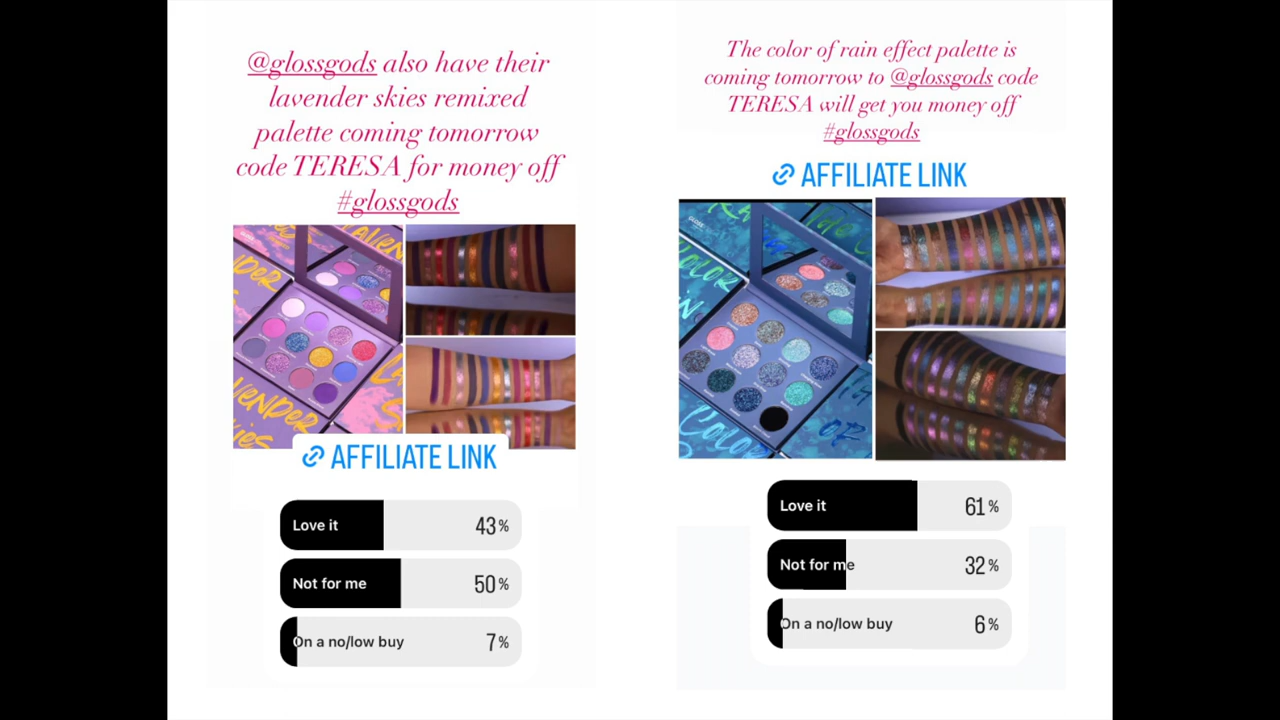 @glossgods also have their
lavender skies remixed
palette coming tomorrow
code TERESA for money off
#glossgods
AFFILIATE LINK
Love it 43%
Not for me 50%
On a no/low buy 7%
The color of rain effect palette is
coming tomorrow to @glossgods code
TERESA will get you money off
#glossgods
AFFILIATE LINK
Love it 61%
Not for me 32%
On a no/low buy 6%